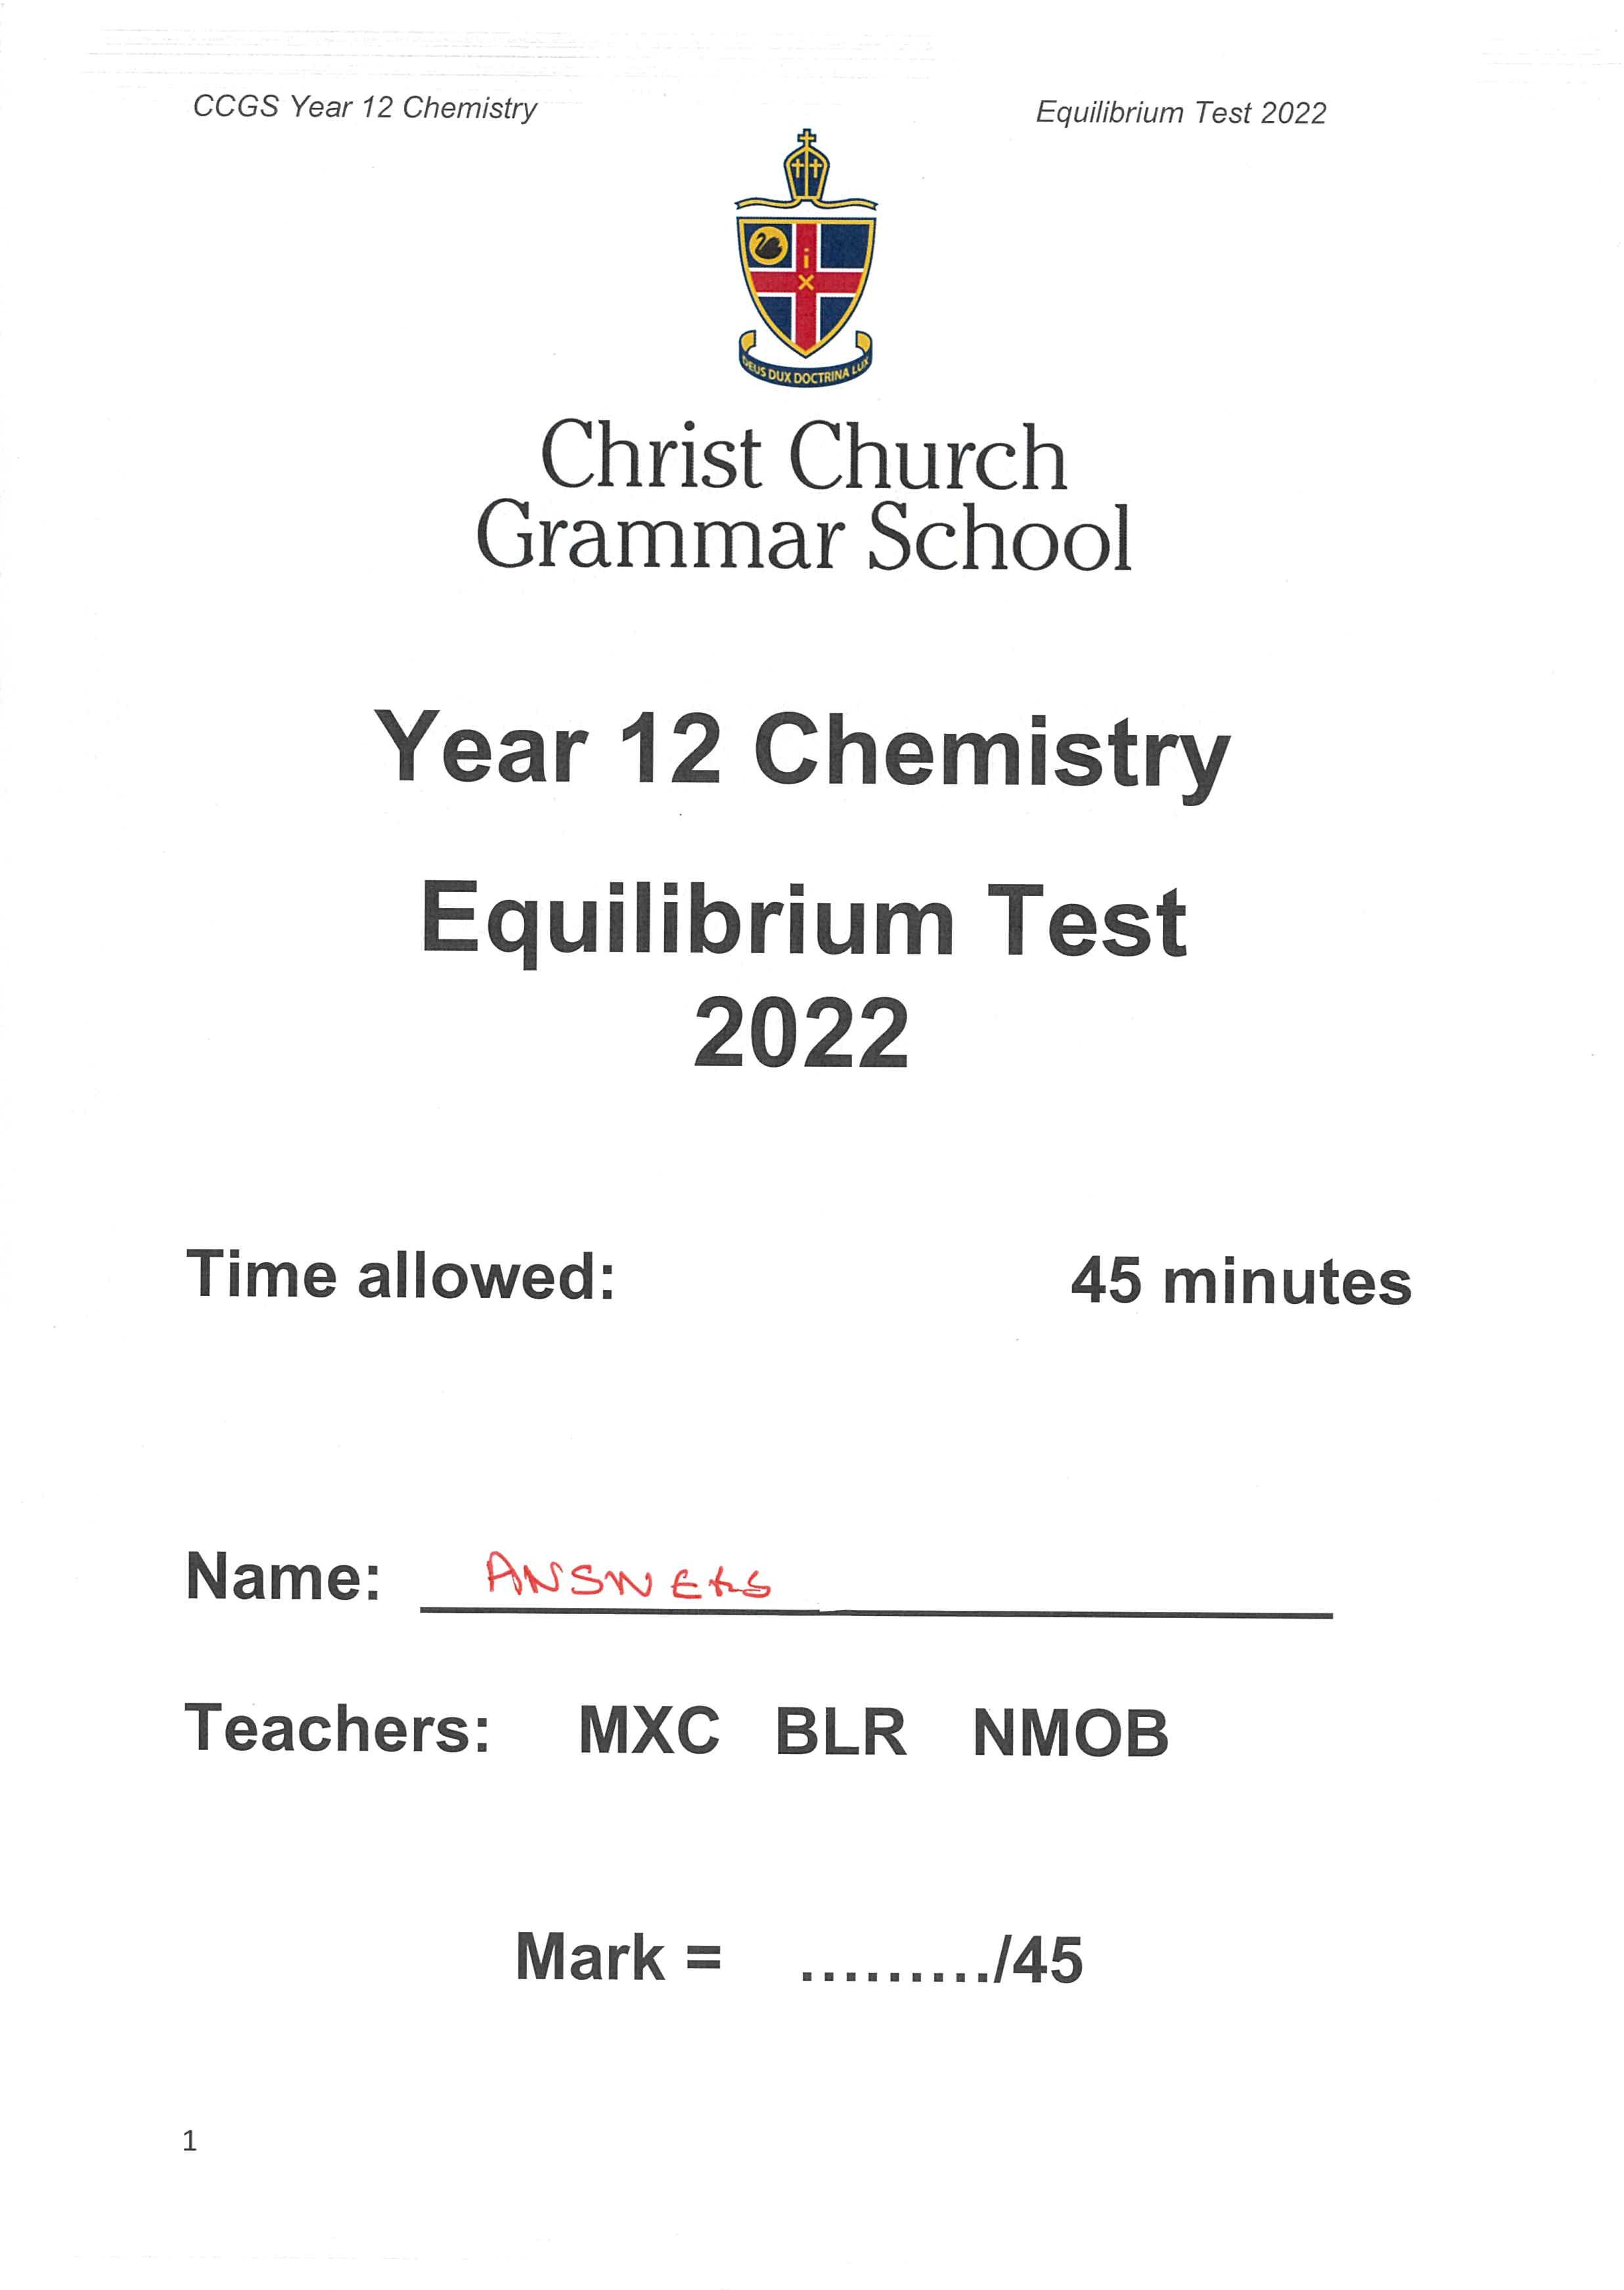 CCGS Year 12 Chemistry
Equilibrium Test 2022
i
x
DEUS DUX DOCTRINA LUX
Christ Church
Grammar School
Year 12 Chemistry
Equilibrium Test
2022
Time allowed: 45 minutes
Name: ANSWERS
Teachers: MXC BLR NMOB
Mark = ........./45
1